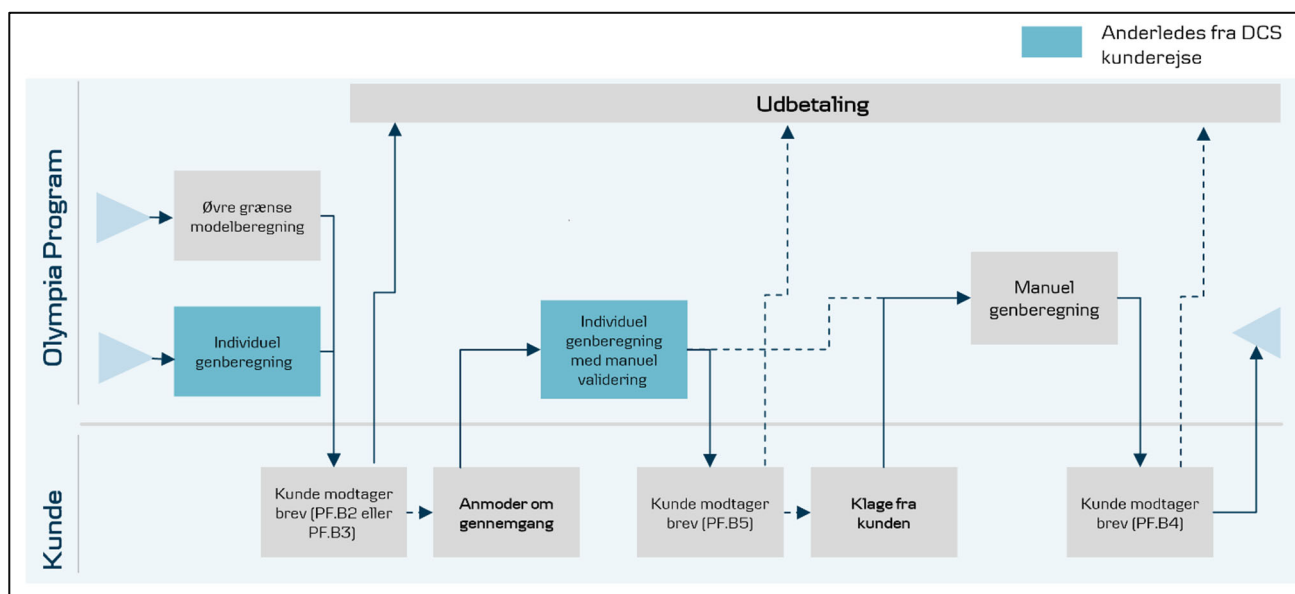 Anderledes fra DCS
kunderejse
Udbetaling
Olympia Program
Øvre grænse
modelberegning
Individuel
genberegning
Individuel
genberegning
med manuel
validering
Manuel
genberegning
Kunde
Kunde modtager
brev (PF.B2 eller
PF.B3)
Anmoder om
gennemgang
Kunde modtager
brev (PF.B5)
Klage fra
kunden
Kunde modtager
brev (PF.B4)